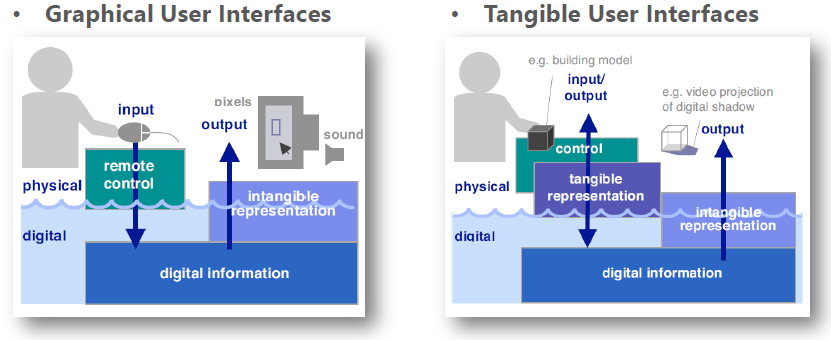 • Graphical User Interfaces
input
pixels
output
sound
remote
control
physical
intangible
representation
digital
digital information
• Tangible User Interfaces
e.g. building model
input/
output
e.g. video projection
of digital shadow
output
control
physical
tangible
representation
intangible
representation
digital
digital information